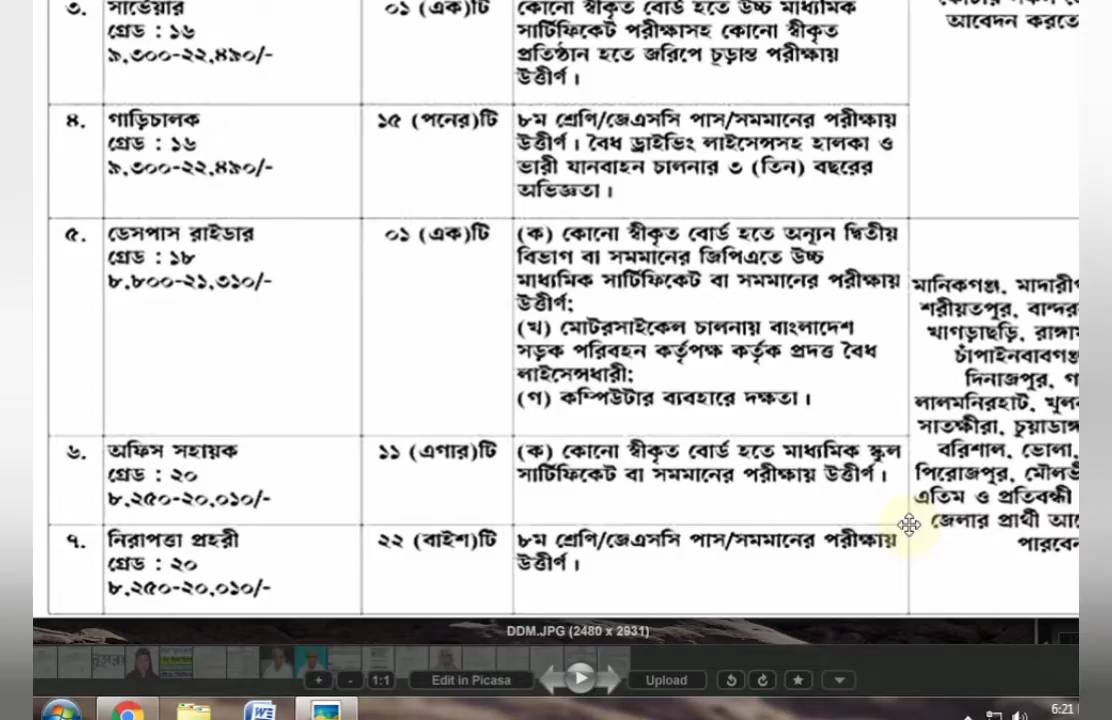 ৩. সার্ভেয়ার ০১ (এক)টি কোনো স্বীকৃত বোর্ড হতে উচ্চ মাধ্যমিক
গ্রেড : ১৬ সার্টিফিকেট পরীক্ষাসহ কোনো স্বীকৃত আবেদন করতে
৯,৩০০-২২,৪৯০/- প্রতিষ্ঠান হতে জরিপে চূড়ান্ত পরীক্ষায়
উত্তীর্ণ।
৪. গাড়িচালক ১৫ (পনের)টি ৮ম শ্রেণি/জেএসসি পাস/সমমানের পরীক্ষায়
গ্রেড : ১৬ উত্তীর্ণ। বৈধ ড্রাইভিং লাইসেন্সসহ হালকা ও
৯,৩০০-২২,৪৯০/- ভারী যানবাহন চালনার ৩ (তিন) বছরের
অভিজ্ঞতা।
৫. ডেসপাস রাইডার ০১ (এক)টি (ক) কোনো স্বীকৃত বোর্ড হতে অন্যূন দ্বিতীয়
গ্রেড : ১৮ বিভাগ বা সমমানের জিপিএতে উচ্চ
৮,৮০০-২১,৩১০/- মাধ্যমিক সার্টিফিকেট বা সমমানের পরীক্ষায়
উত্তীর্ণ;
(খ) মোটরসাইকেল চালনায় বাংলাদেশ
সড়ক পরিবহন কর্তৃপক্ষ কর্তৃক প্রদত্ত বৈধ
লাইসেন্সধারী;
(গ) কম্পিউটার ব্যবহারে দক্ষতা।
মানিকগঞ্জ, মাদারীপ
শরীয়তপুর, বান্দর
খাগড়াছড়ি, রাঙ্গা
চাঁপাইনবাবগঞ্জ
দিনাজপুর, গ
লালমনিরহাট, খুল
সাতক্ষীরা, চুয়াডাঙ্গ
বরিশাল, ভোলা,
পিরোজপুর, মৌলভী
এতিম ও প্রতিবন্ধী
জেলার প্রার্থী
পারবেন
৬. অফিস সহায়ক ১১ (এগার)টি (ক) কোনো স্বীকৃত বোর্ড হতে মাধ্যমিক স্কুল
গ্রেড : ২০ সার্টিফিকেট বা সমমানের পরীক্ষায় উত্তীর্ণ।
৮,২৫০-২০,০১০/-
৭. নিরাপত্তা প্রহরী ২২ (বাইশ)টি ৮ম শ্রেণি/জেএসসি পাস/সমমানের পরীক্ষায়
গ্রেড : ২০ উত্তীর্ণ।
৮,২৫০-২০,০১০/-
DDM.JPG (2480 x 2931)
+ - 1:1 Edit in Picasa Upload
6:21